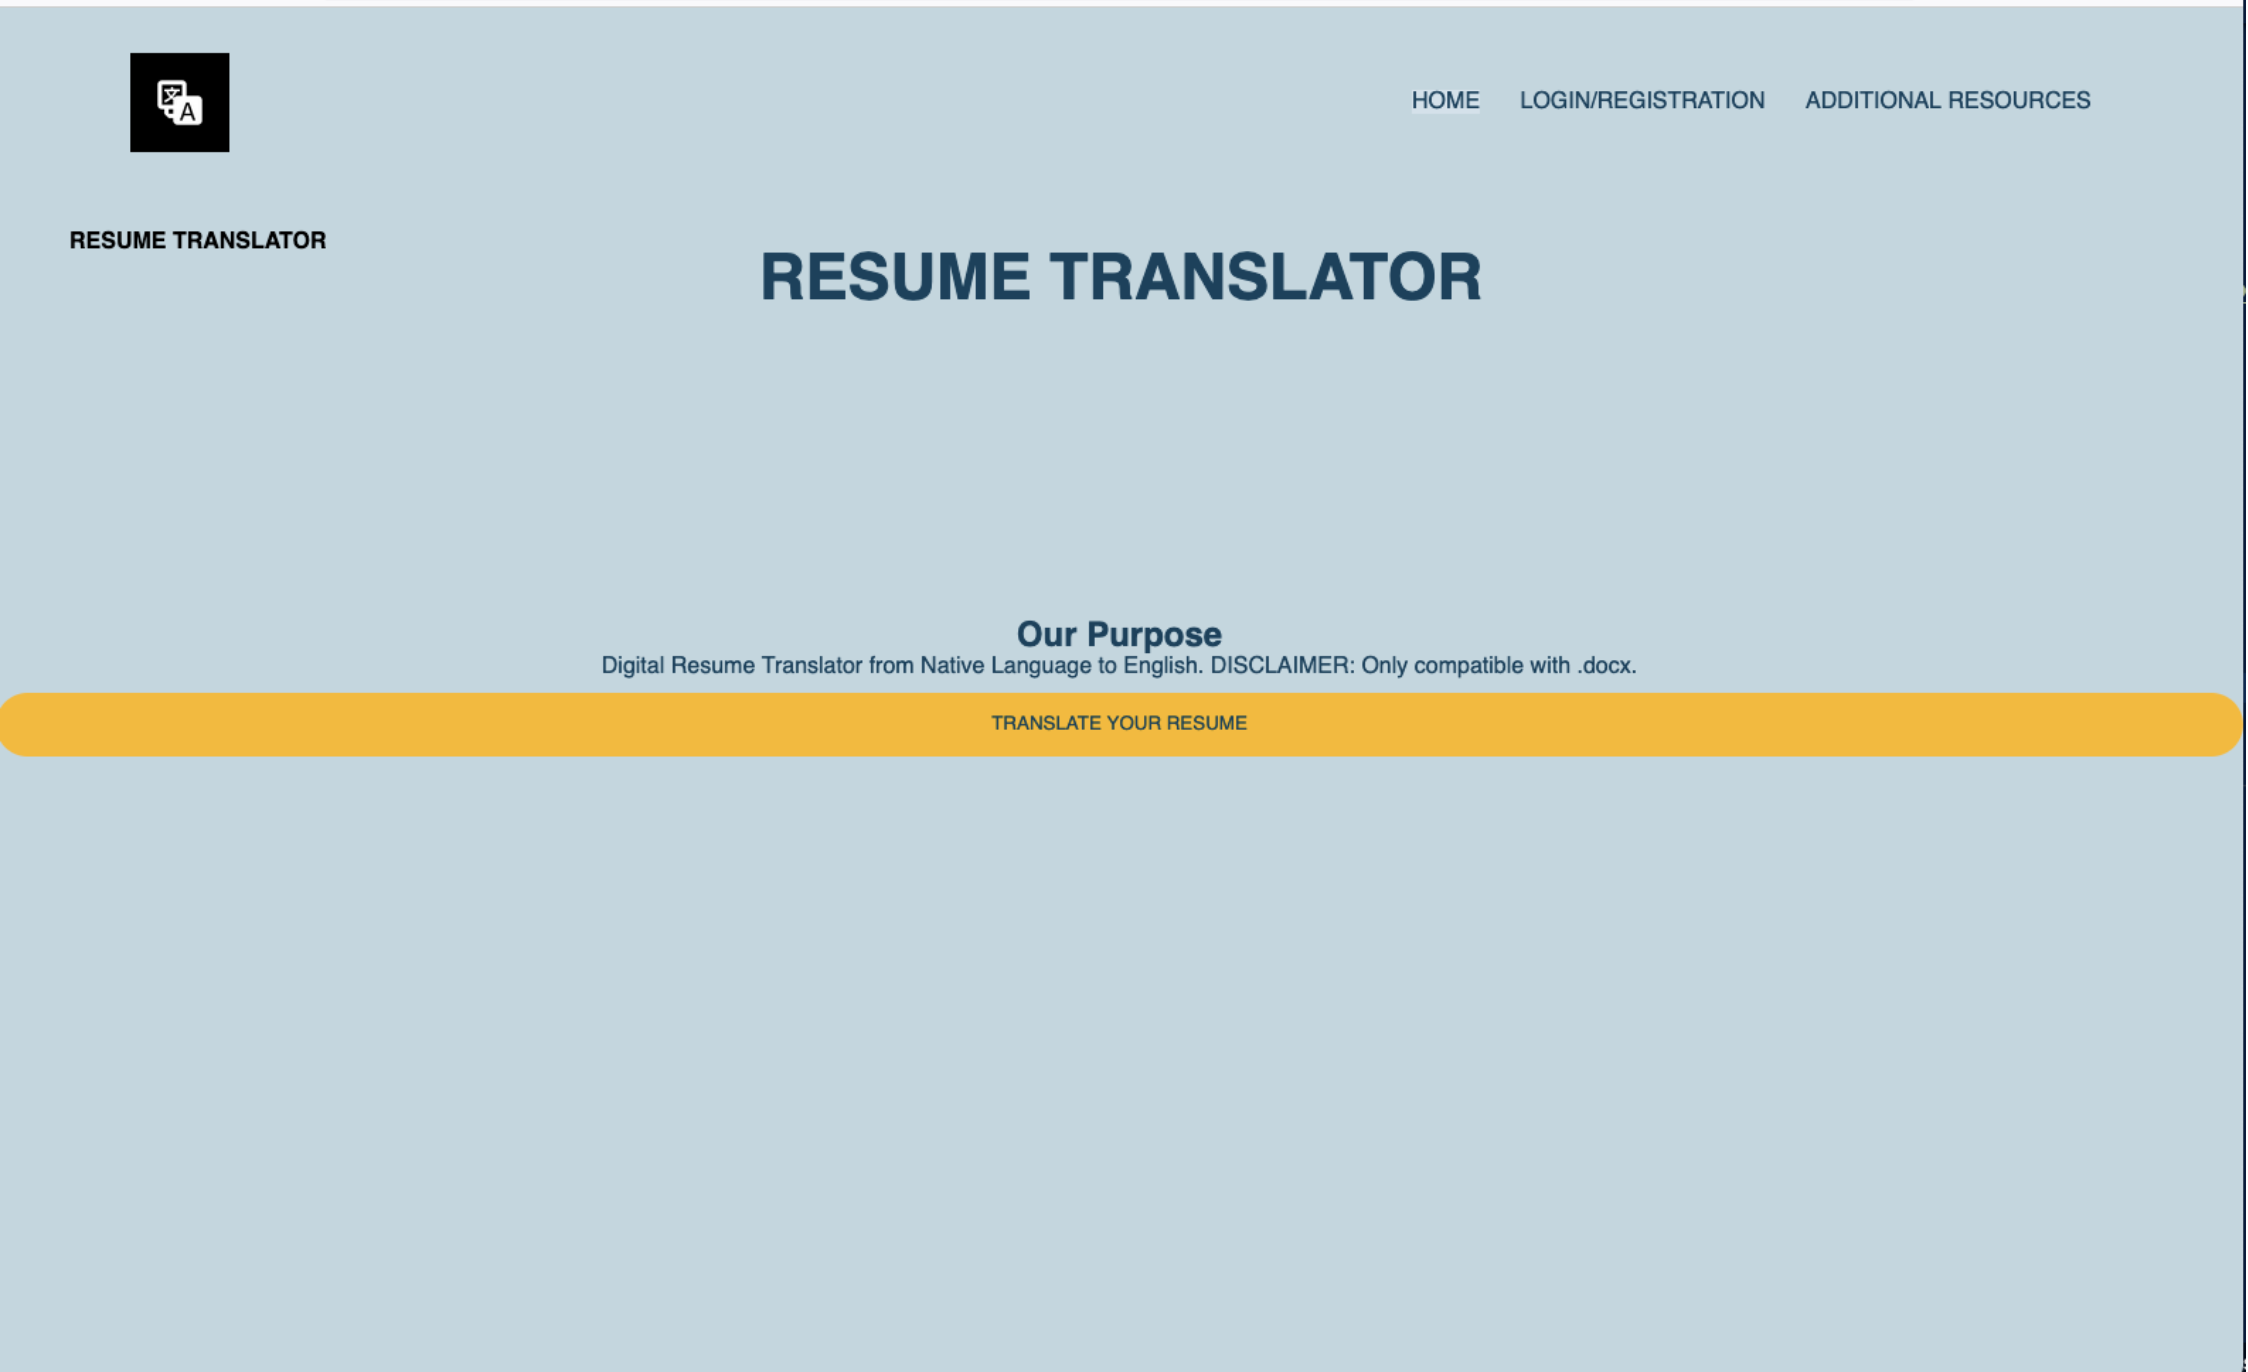 文
A
HOME LOGIN/REGISTRATION ADDITIONAL RESOURCES
RESUME TRANSLATOR
RESUME TRANSLATOR
Our Purpose
Digital Resume Translator from Native Language to English. DISCLAIMER: Only compatible with .docx.
TRANSLATE YOUR RESUME